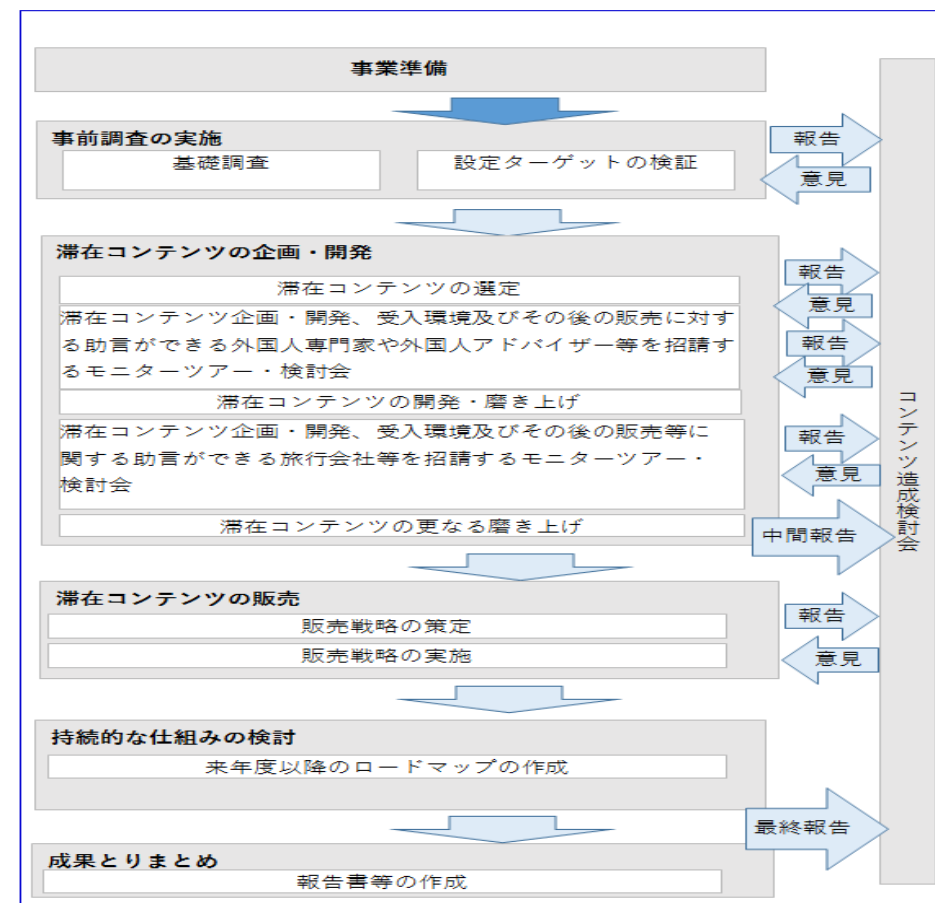 事業準備
事前調査の実施
基礎調査
設定ターゲットの検証
報告
意見
滞在コンテンツの企画・開発
滞在コンテンツの選定
報告
意見
滞在コンテンツ企画・開発、受入環境及びその後の販売に対す
る助言ができる外国人専門家や外国人アドバイザー等を招請す
るモニターツアー・検討会
報告
意見
滞在コンテンツの開発・磨き上げ
滞在コンテンツ企画・開発、受入環境及びその後の販売等に
関する助言ができる旅行会社等を招請するモニターツアー・
検討会
報告
意見
滞在コンテンツの更なる磨き上げ
中間報告
滞在コンテンツの販売
販売戦略の策定
販売戦略の実施
報告
意見
持続的な仕組みの検討
来年度以降のロードマップの作成
最終報告
成果とりまとめ
報告書等の作成
コンテンツ造成検討会